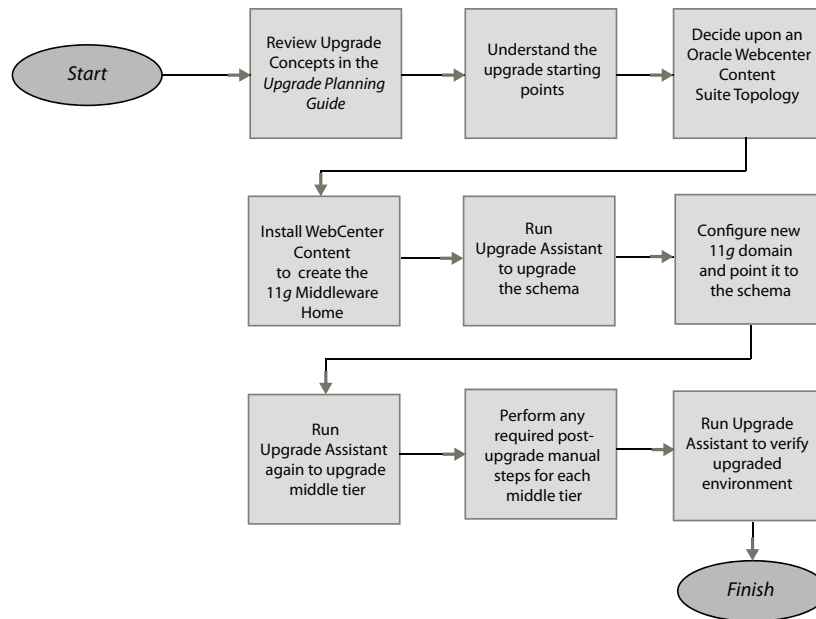 Start
Review Upgrade
Concepts in the
Upgrade Planning
Guide
Understand the
upgrade starting
points
Decide upon an
Oracle Webcenter
Content
Suite Topology
Install WebCenter
Content
to create the
11g Middleware
Home
Run
Upgrade Assistant
to upgrade
the schema
Configure new
11g domain
and point it to
the schema
Run
Upgrade Assistant
again to upgrade
middle tier
Perform any
required post-
upgrade manual
steps for each
middle tier
Run Upgrade
Assistant to verify
upgraded
environment
Finish